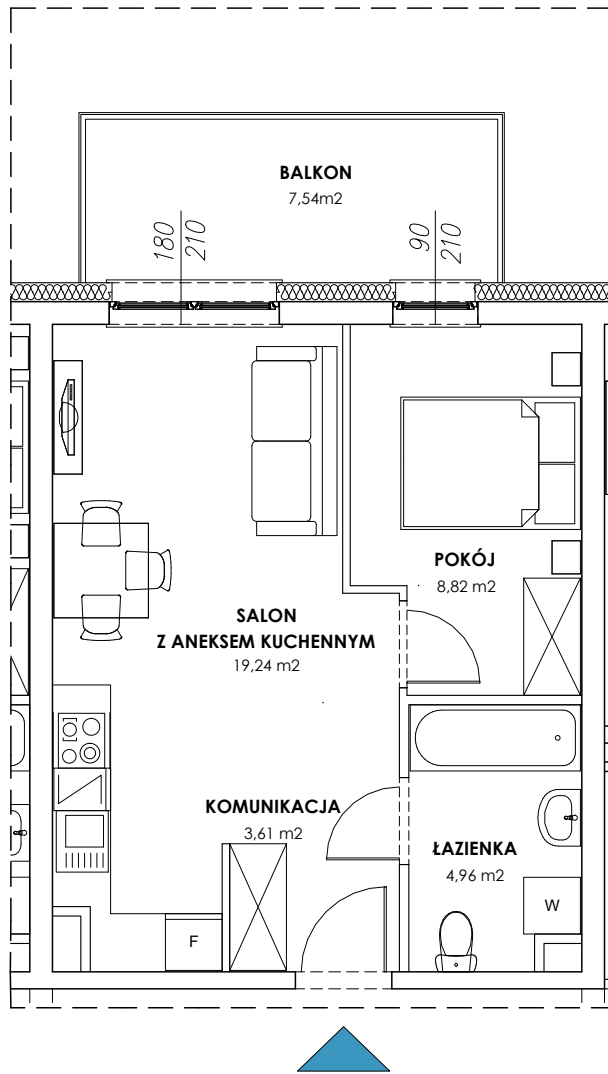 BALKON
7,54m2
180
210
90
210
POKÓJ
8,82 m2
SALON
Z ANEKSEM KUCHENNYM
19,24 m2
KOMUNIKACJA
3,61 m2
ŁAZIENKA
4,96 m2
W
F